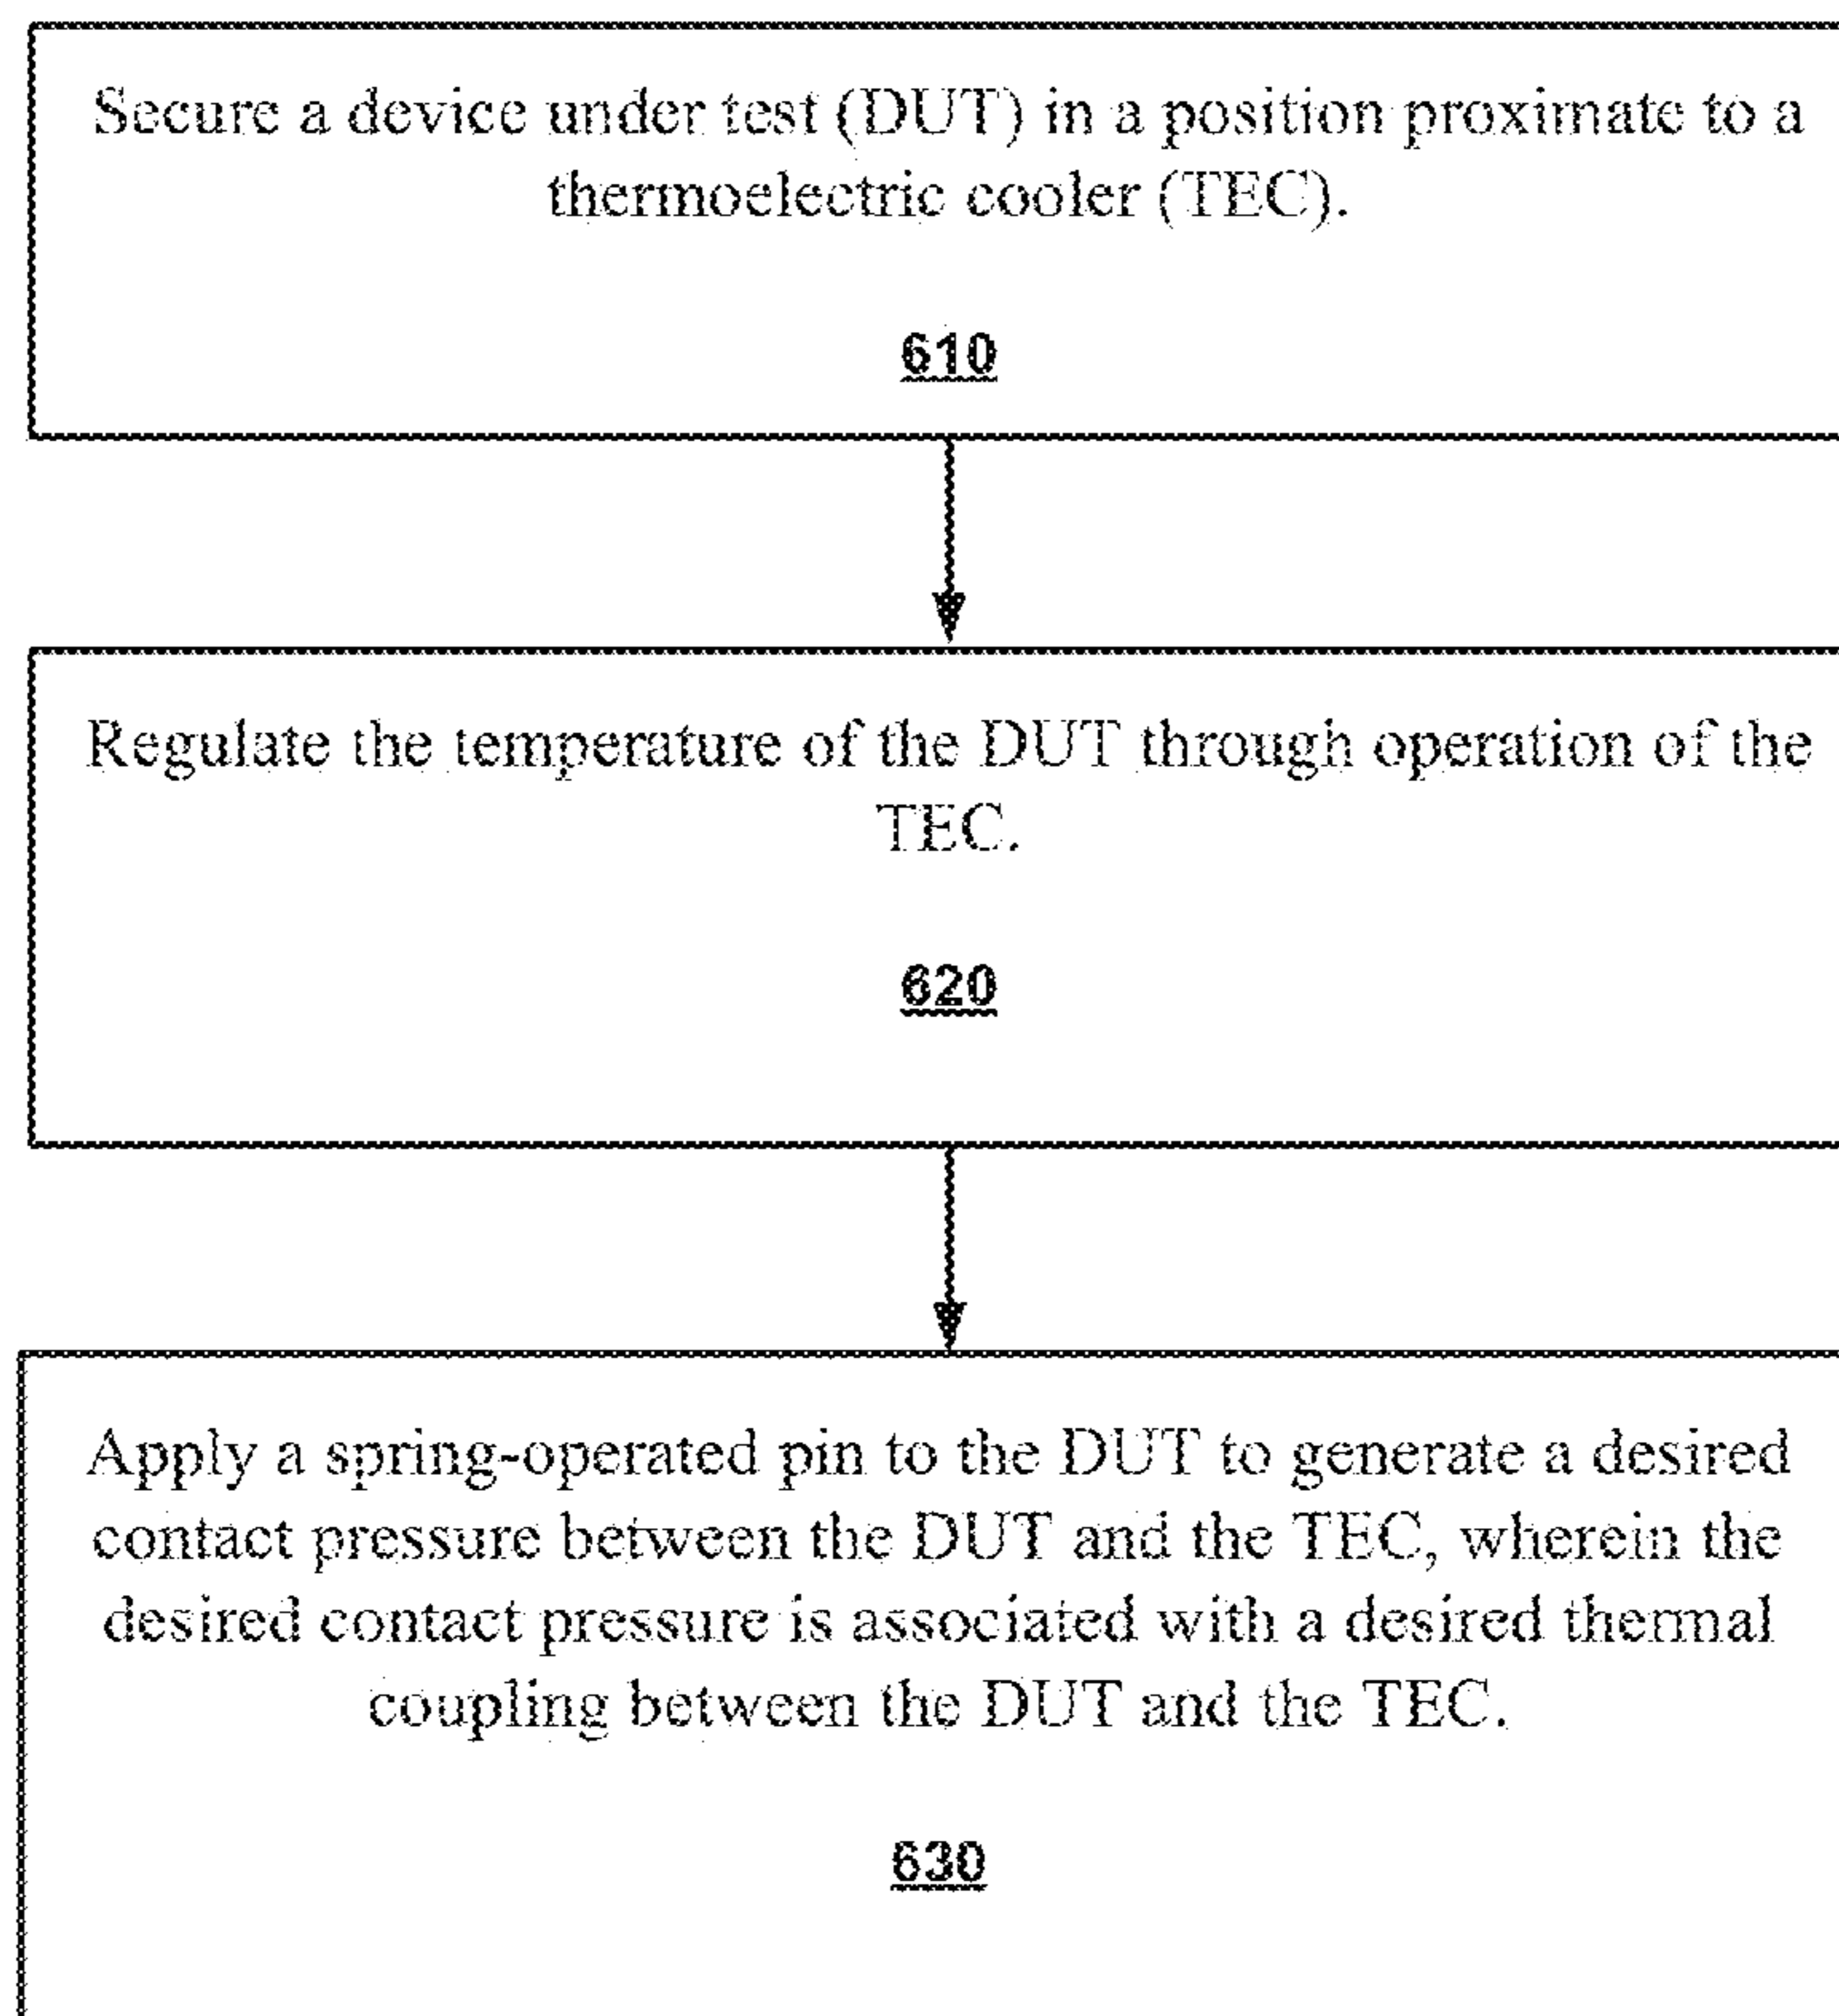 Secure a device under test (DUT) in a position proximate to a
thermoelectric cooler (TEC).
610
Regulate the temperature of the DUT through operation of the
TEC.
620
Apply a spring-operated pin to the DUT to generate a desired
contact pressure between the DUT and the TEC, wherein the
desired contact pressure is associated with a desired thermal
coupling between the DUT and the TEC.
630